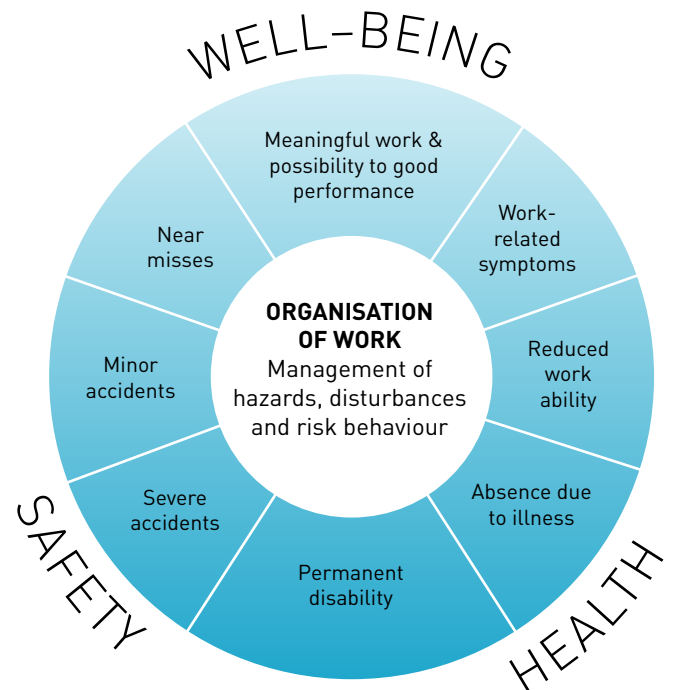 WELL–BEING
Meaningful work &
possibility to good
performance
Work-
related
symptoms
Reduced
work
ability
Absence due
to illness
Permanent
disability
Severe
accidents
Minor
accidents
Near
misses
ORGANISATION
OF WORK
Management of
hazards, disturbances
and risk behaviour
SAFETY
HEALTH